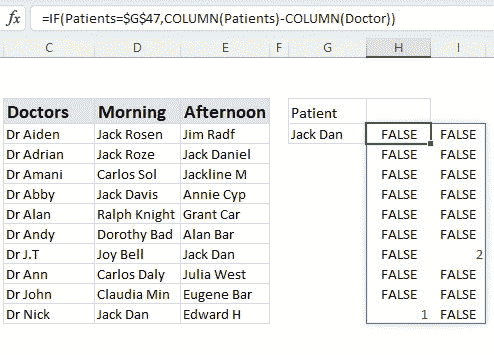 fx =IF(Patients=$G$47,COLUMN(Patients)-COLUMN(Doctor))
C D E F G H I
Doctors Morning Afternoon Patient
Dr Aiden Jack Rosen Jim Radf Jack Dan FALSE FALSE
Dr Adrian Jack Roze Jack Daniel FALSE FALSE
Dr Amani Carlos Sol Jackline M FALSE FALSE
Dr Abby Jack Davis Annie Cyp FALSE FALSE
Dr Alan Ralph Knight Grant Car FALSE FALSE
Dr Andy Dorothy Bad Alan Bar FALSE FALSE
Dr J.T Joy Bell Jack Dan FALSE 2
Dr Ann Carlos Daly Julia West FALSE FALSE
Dr John Claudia Min Eugene Bar FALSE FALSE
Dr Nick Jack Dan Edward H 1 FALSE